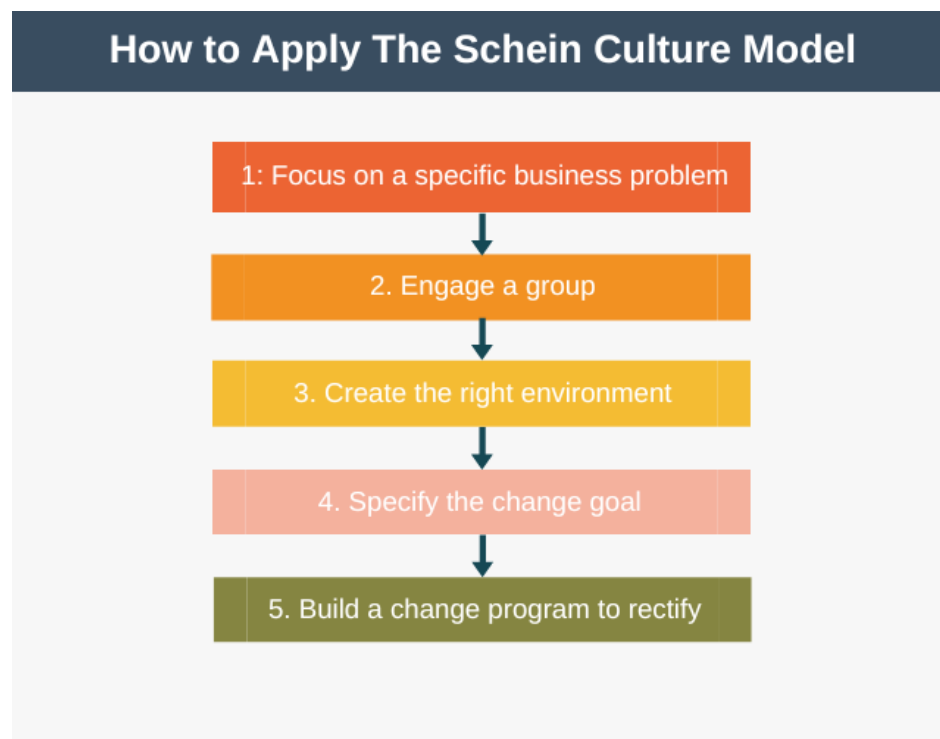 How to Apply The Schein Culture Model
1: Focus on a specific business problem
2. Engage a group
3. Create the right environment
4. Specify the change goal
5. Build a change program to rectify